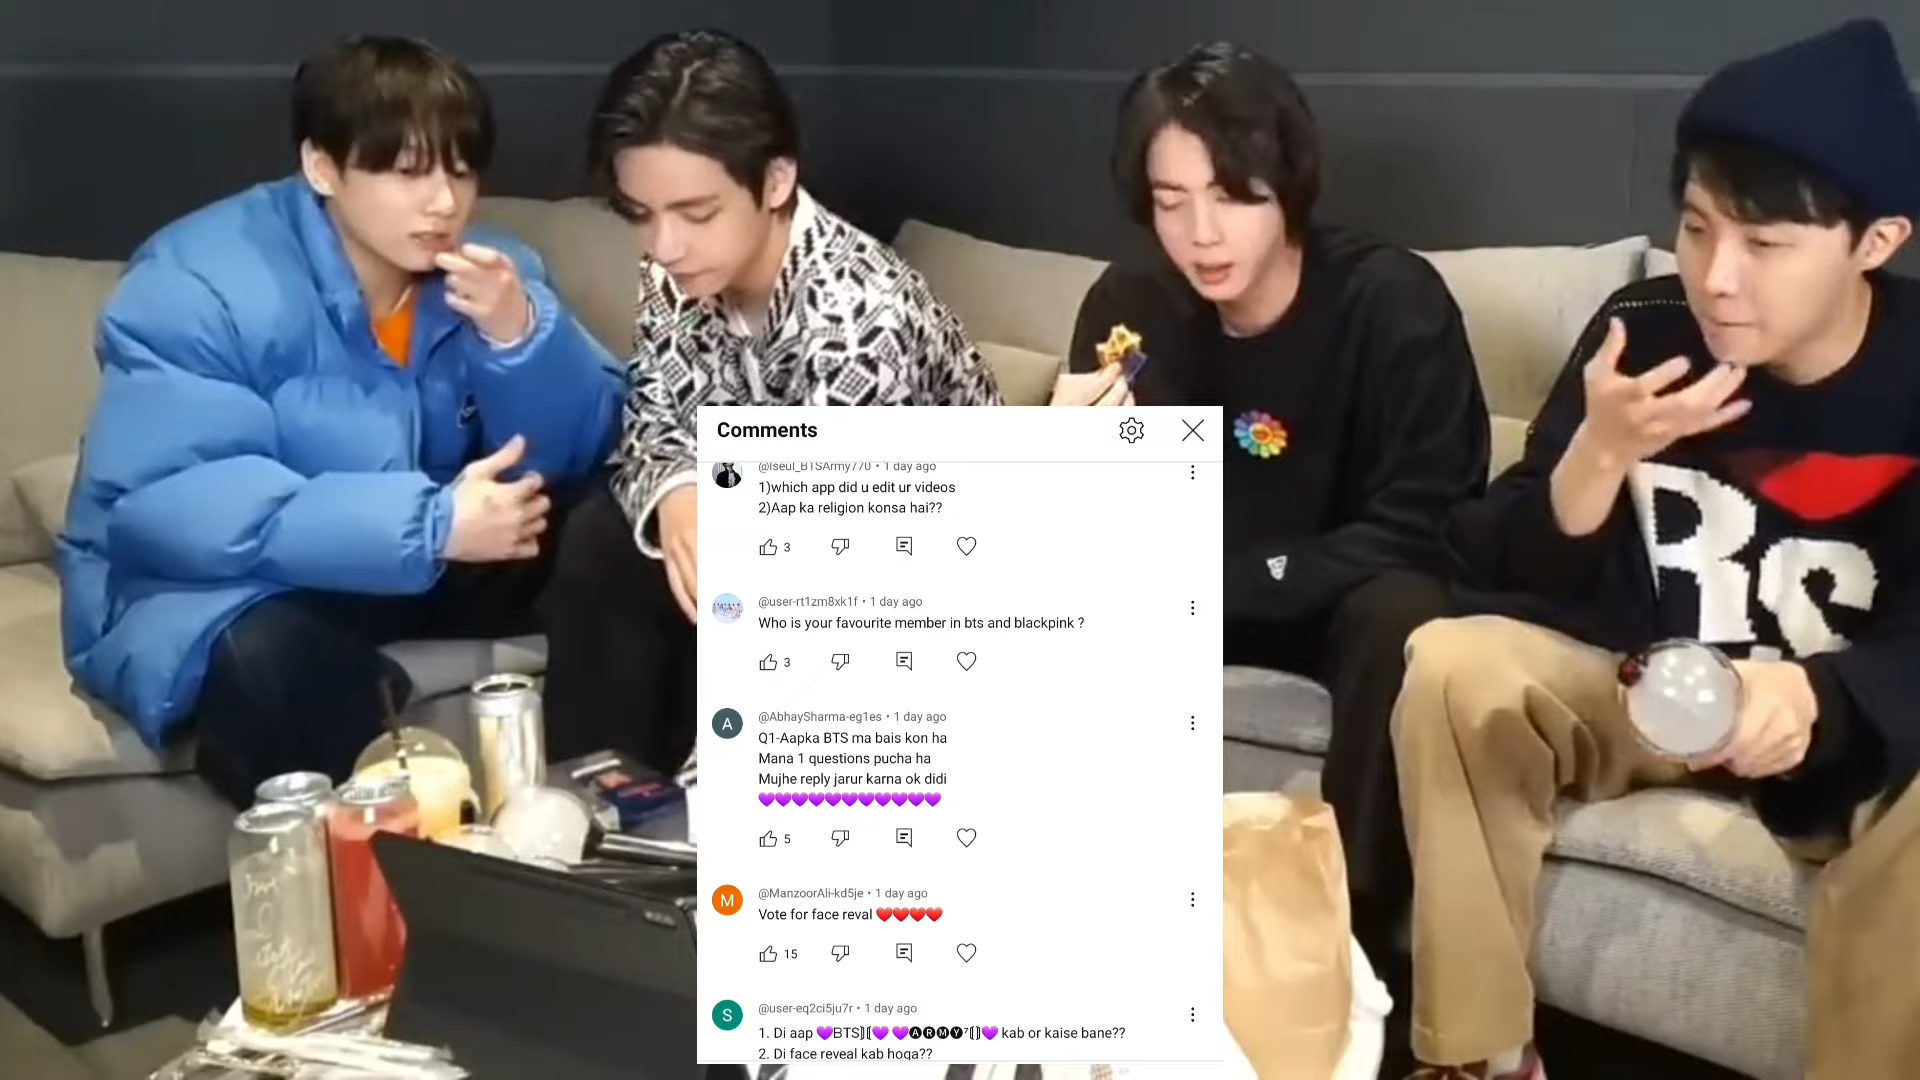 Comments
@Iseul_BTSArmy770 • 1 day ago
1)which app did u edit ur videos
2)Aap ka religion konsa hai??
3
@user-rt1zm8xk1f • 1 day ago
Who is your favourite member in bts and blackpink ?
3
A
@AbhaySharma-eg1es • 1 day ago
Q1-Aapka BTS ma bais kon ha
Mana 1 questions pucha ha
Mujhe reply jarur karna ok didi
💜💜💜💜💜💜💜💜💜💜💜
5
M
@ManzoorAli-kd5je • 1 day ago
Vote for face reval ❤️❤️❤️❤️
15
S
@user-eq2ci5ju7r • 1 day ago
1. Di aap 💜BTS⟭⟬💜 💜🅐🅡🅜🅨⁷⟬⟭💜 kab or kaise bane??
2. Di face reveal kab hoga??
Rs